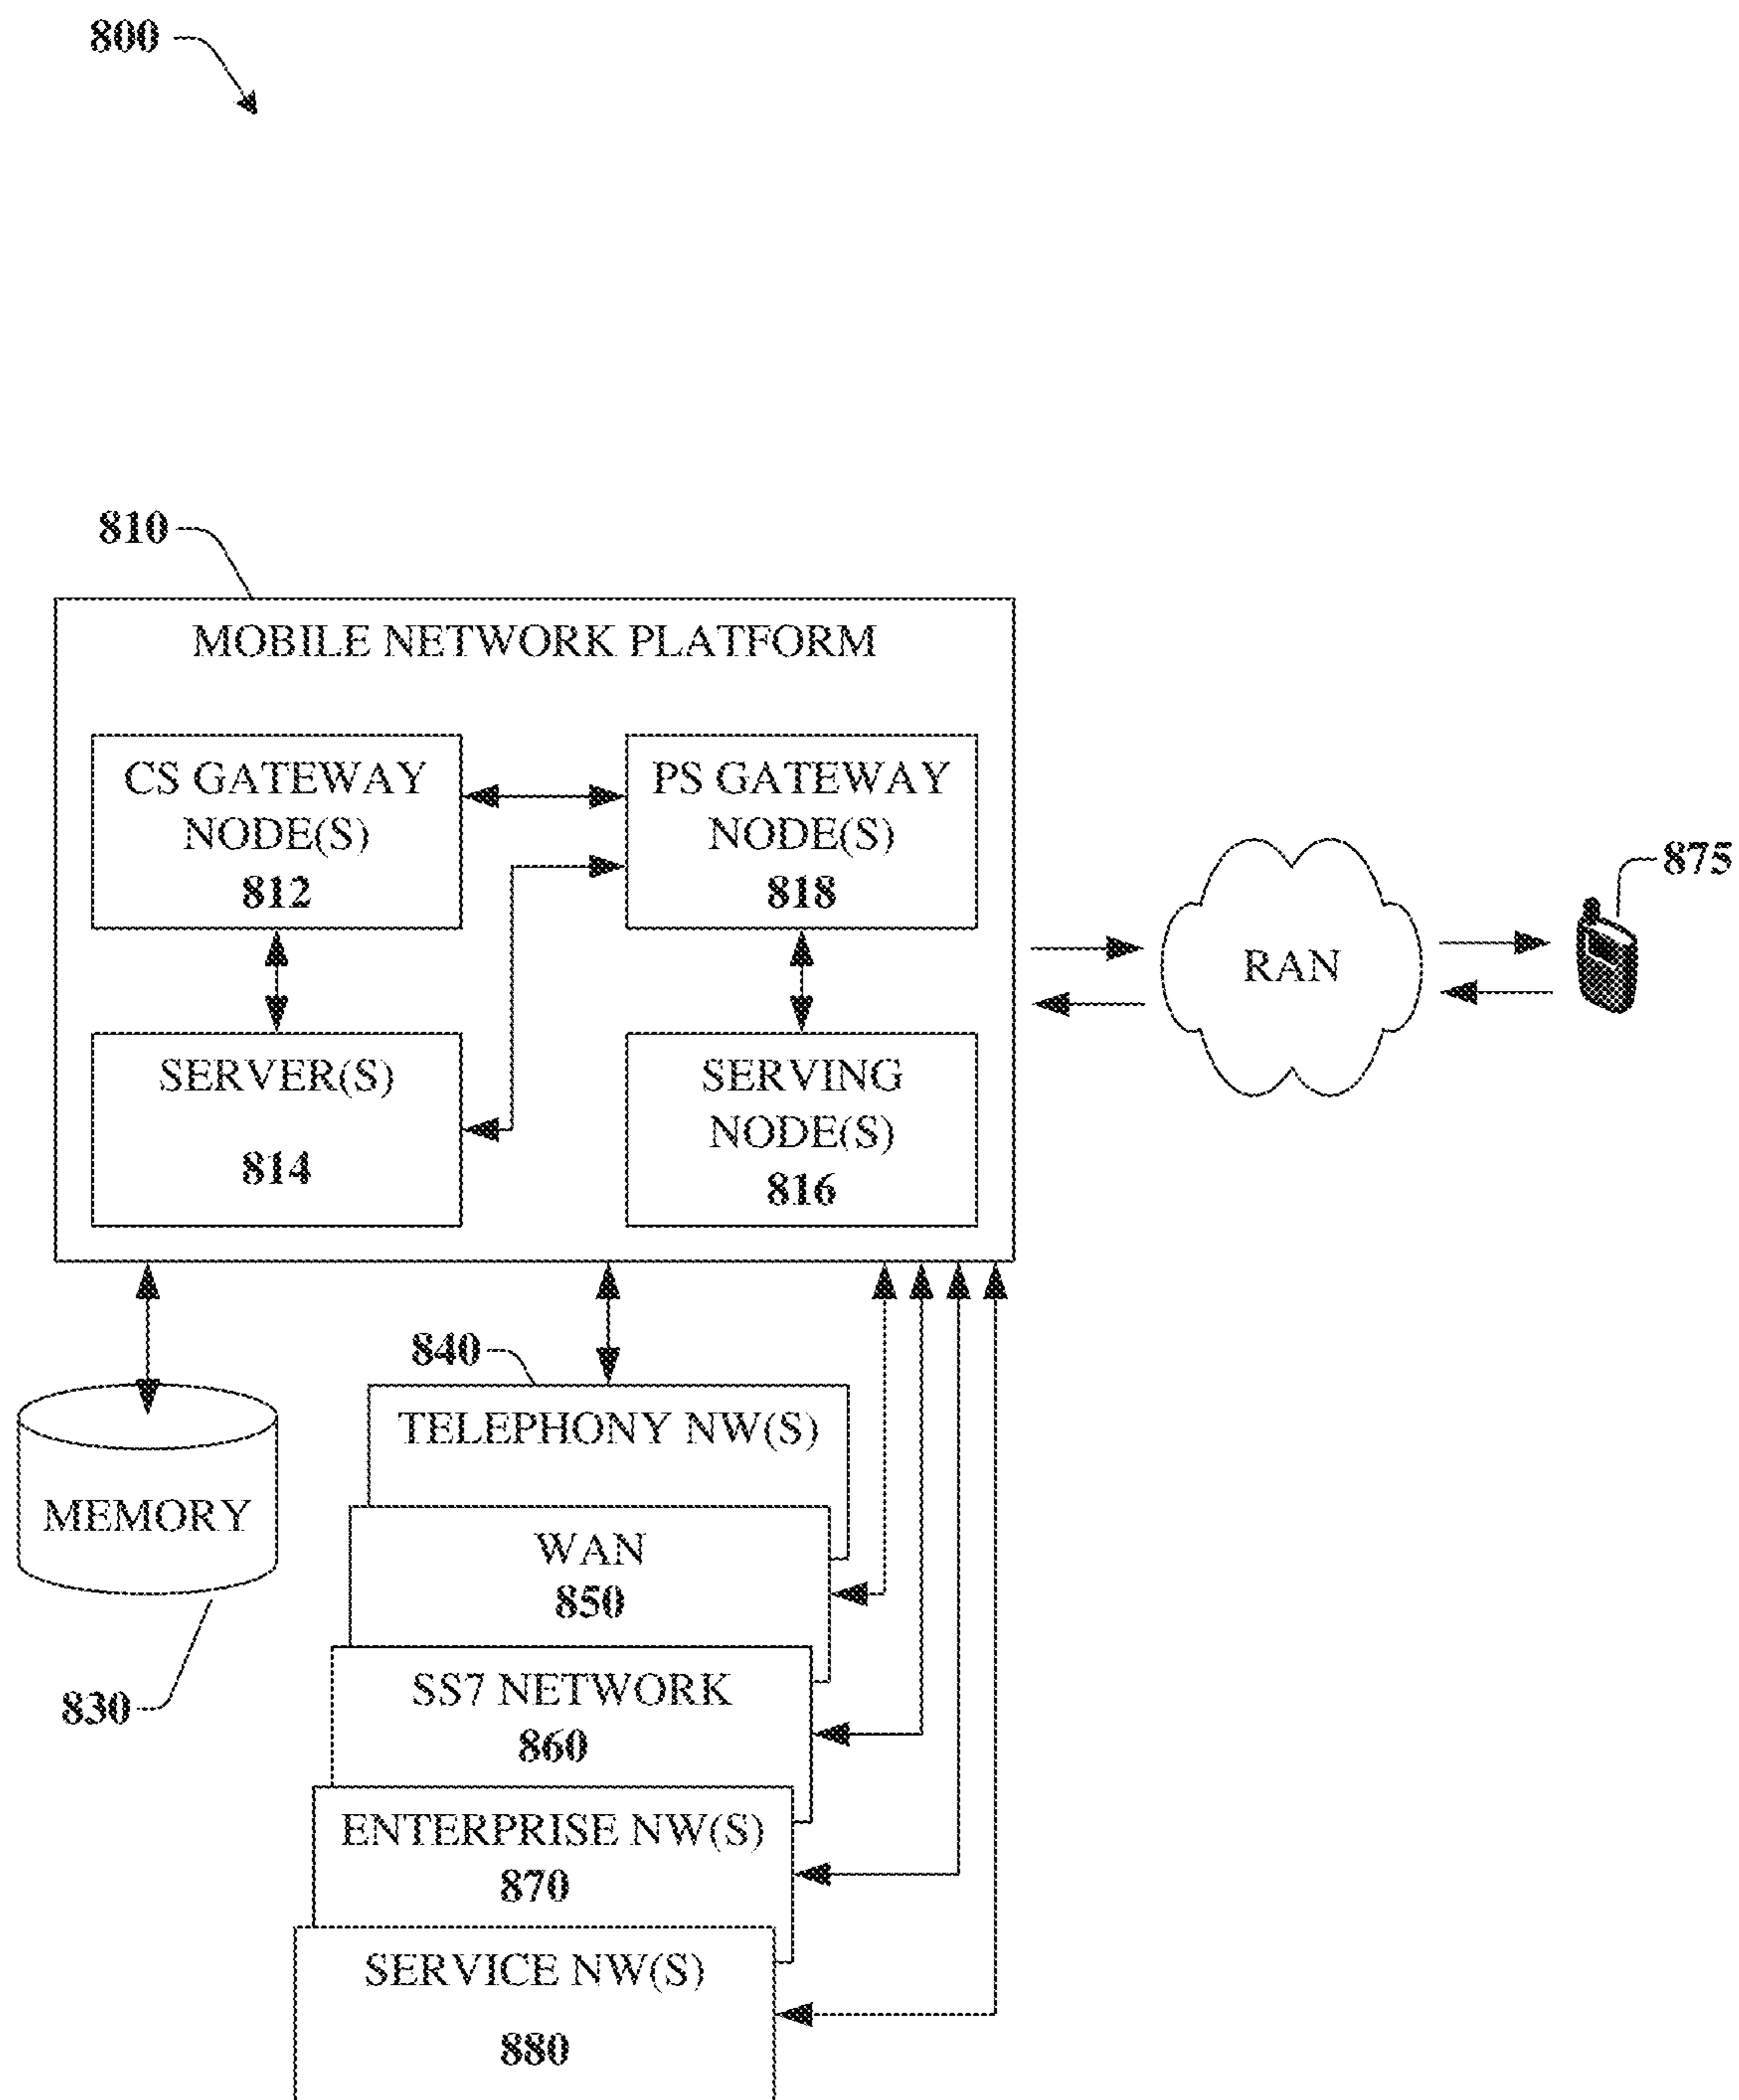 800
810
MOBILE NETWORK PLATFORM
CS GATEWAY
NODE(S)
812
PS GATEWAY
NODE(S)
818
SERVER(S)
814
SERVING
NODE(S)
816
RAN
875
840
TELEPHONY NW(S)
MEMORY
830
WAN
850
SS7 NETWORK
860
ENTERPRISE NW(S)
870
SERVICE NW(S)
880